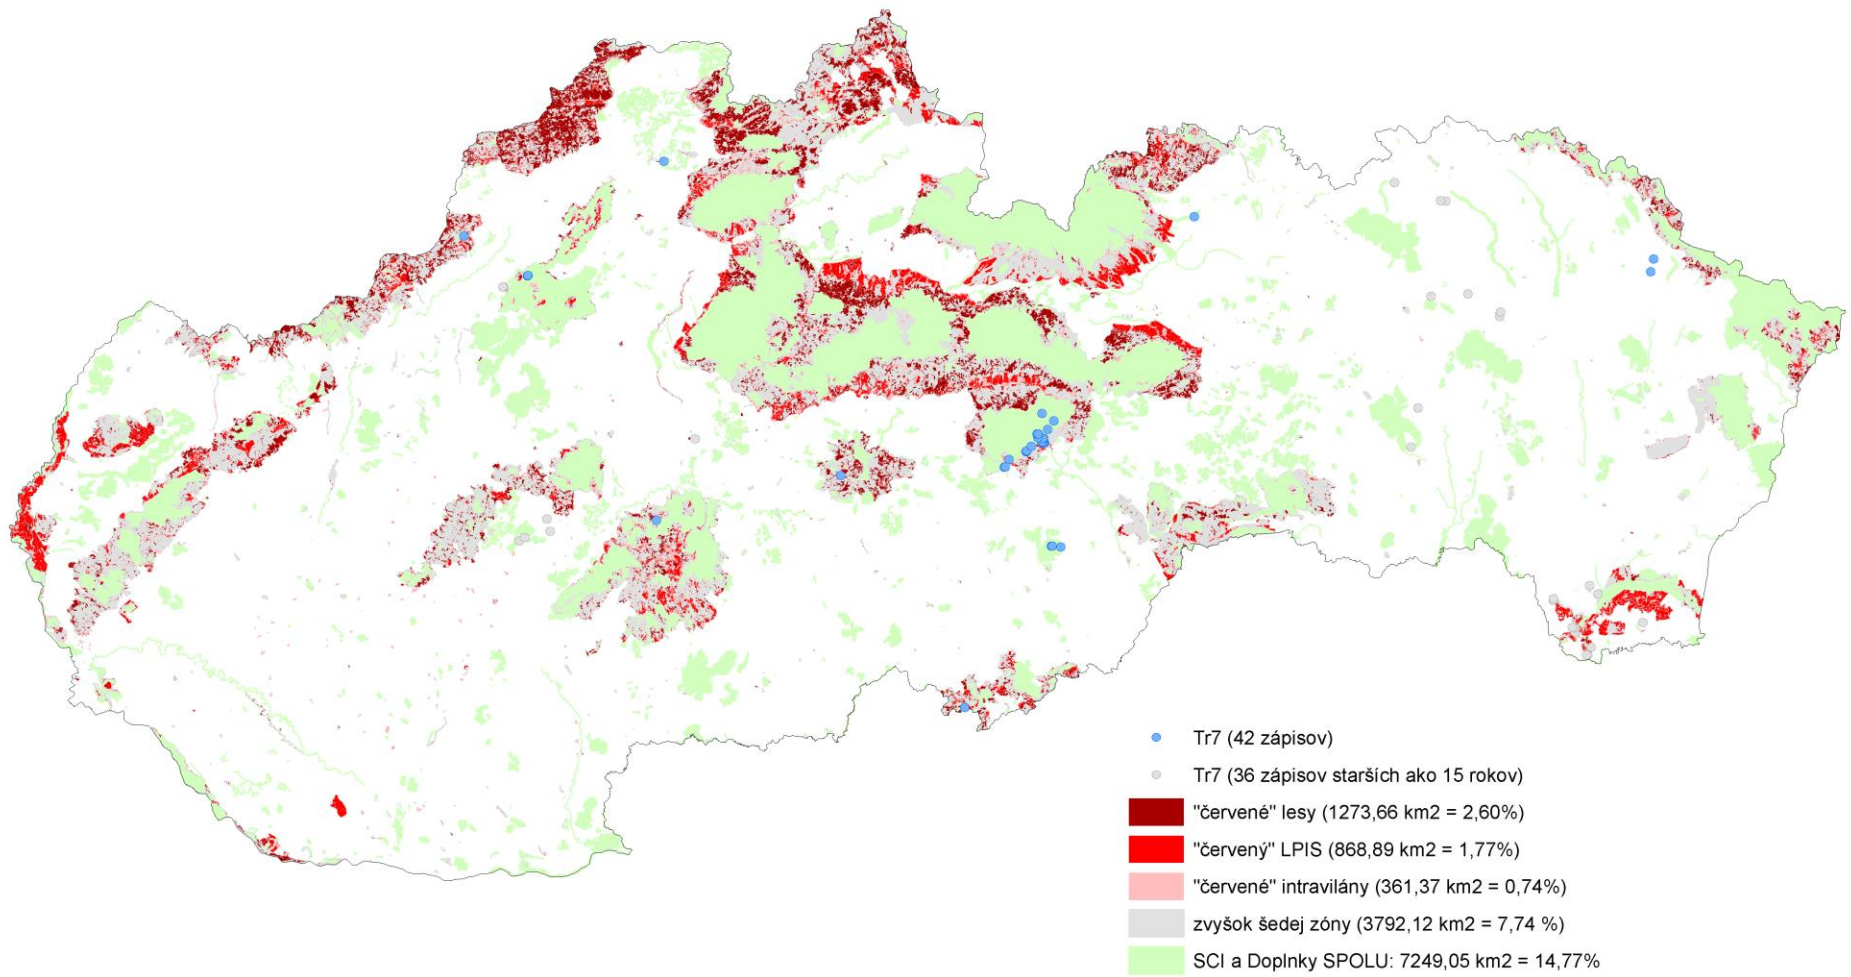 Tr7 (42 zápisov)
Tr7 (36 zápisov starších ako 15 rokov)
"červené" lesy (1273,66 km2 = 2,60%)
"červený" LPIS (868,89 km2 = 1,77%)
"červené" intravilány (361,37 km2 = 0,74%)
zvyšok šedej zóny (3792,12 km2 = 7,74 %)
SCI a Doplnky SPOLU: 7249,05 km2 = 14,77%